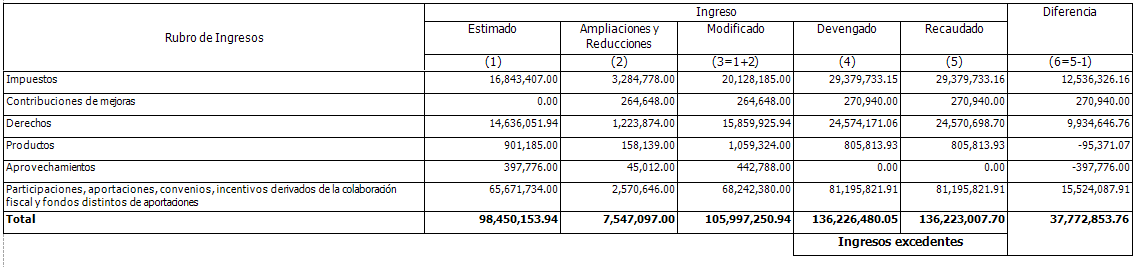 Rubro de Ingresos Ingreso Diferencia
Estimado Ampliaciones y Reducciones Modificado Devengado Recaudado
(1) (2) (3=1+2) (4) (5) (6=5-1)
Impuestos 16,843,407.00 3,284,778.00 20,128,185.00 29,379,733.15 29,379,733.16 12,536,326.16
Contribuciones de mejoras 0.00 264,648.00 264,648.00 270,940.00 270,940.00 270,940.00
Derechos 14,636,051.94 1,223,874.00 15,859,925.94 24,574,171.06 24,570,698.70 9,934,646.76
Productos 901,185.00 158,139.00 1,059,324.00 805,813.93 805,813.93 -95,371.07
Aprovechamientos 397,776.00 45,012.00 442,788.00 0.00 0.00 -397,776.00
Participaciones, aportaciones, convenios, incentivos derivados de la colaboración 65,671,734.00 2,570,646.00 68,242,380.00 81,195,821.91 81,195,821.91 15,524,087.91
fiscal y fondos distintos de aportaciones
Total 98,450,153.94 7,547,097.00 105,997,250.94 136,226,480.05 136,223,007.70 37,772,853.76
Ingresos excedentes